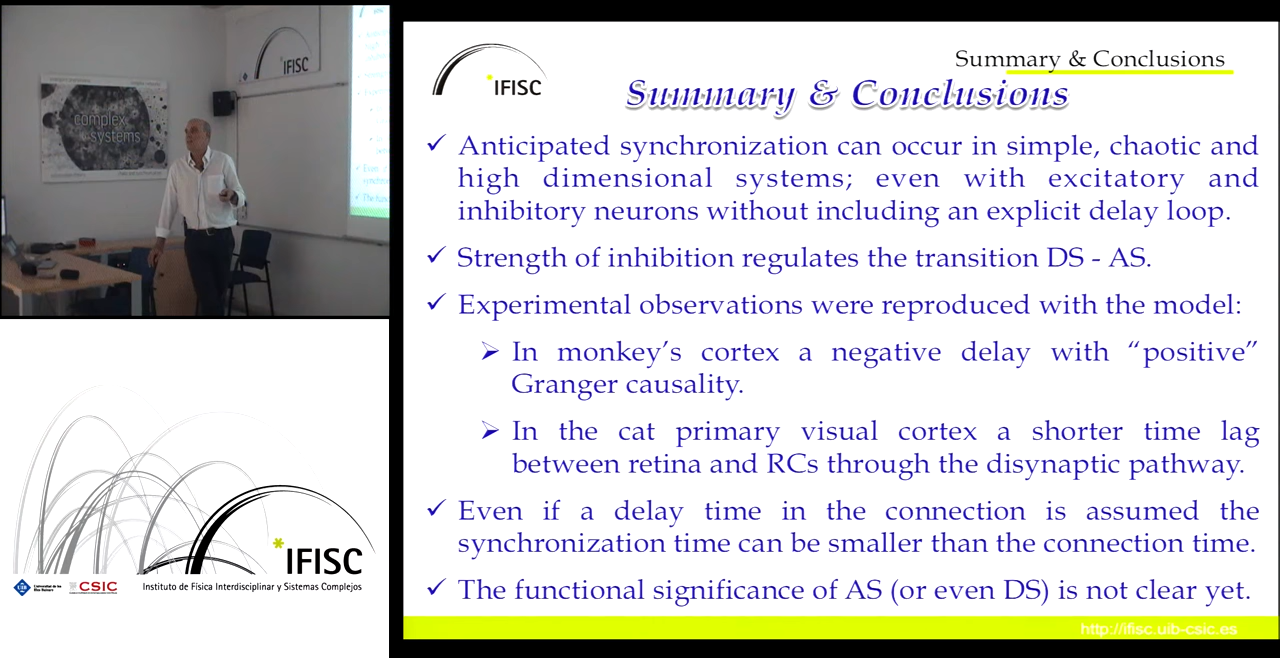 IFISC
complex
systems
IFISC
Instituto de Física Interdisciplinar y Sistemas Complejos
CSIC
IFISC
Summary & Conclusions
Summary & Conclusions
✓ Anticipated synchronization can occur in simple, chaotic and
high dimensional systems; even with excitatory and
inhibitory neurons without including an explicit delay loop.
✓ Strength of inhibition regulates the transition DS - AS.
✓ Experimental observations were reproduced with the model:
➢ In monkey's cortex a negative delay with “positive”
Granger causality.
➢ In the cat primary visual cortex a shorter time lag
between retina and RCs through the disynaptic pathway.
✓ Even if a delay time in the connection is assumed the
synchronization time can be smaller than the connection time.
✓ The functional significance of AS (or even DS) is not clear yet.
http://ifisc.uib-csic.es